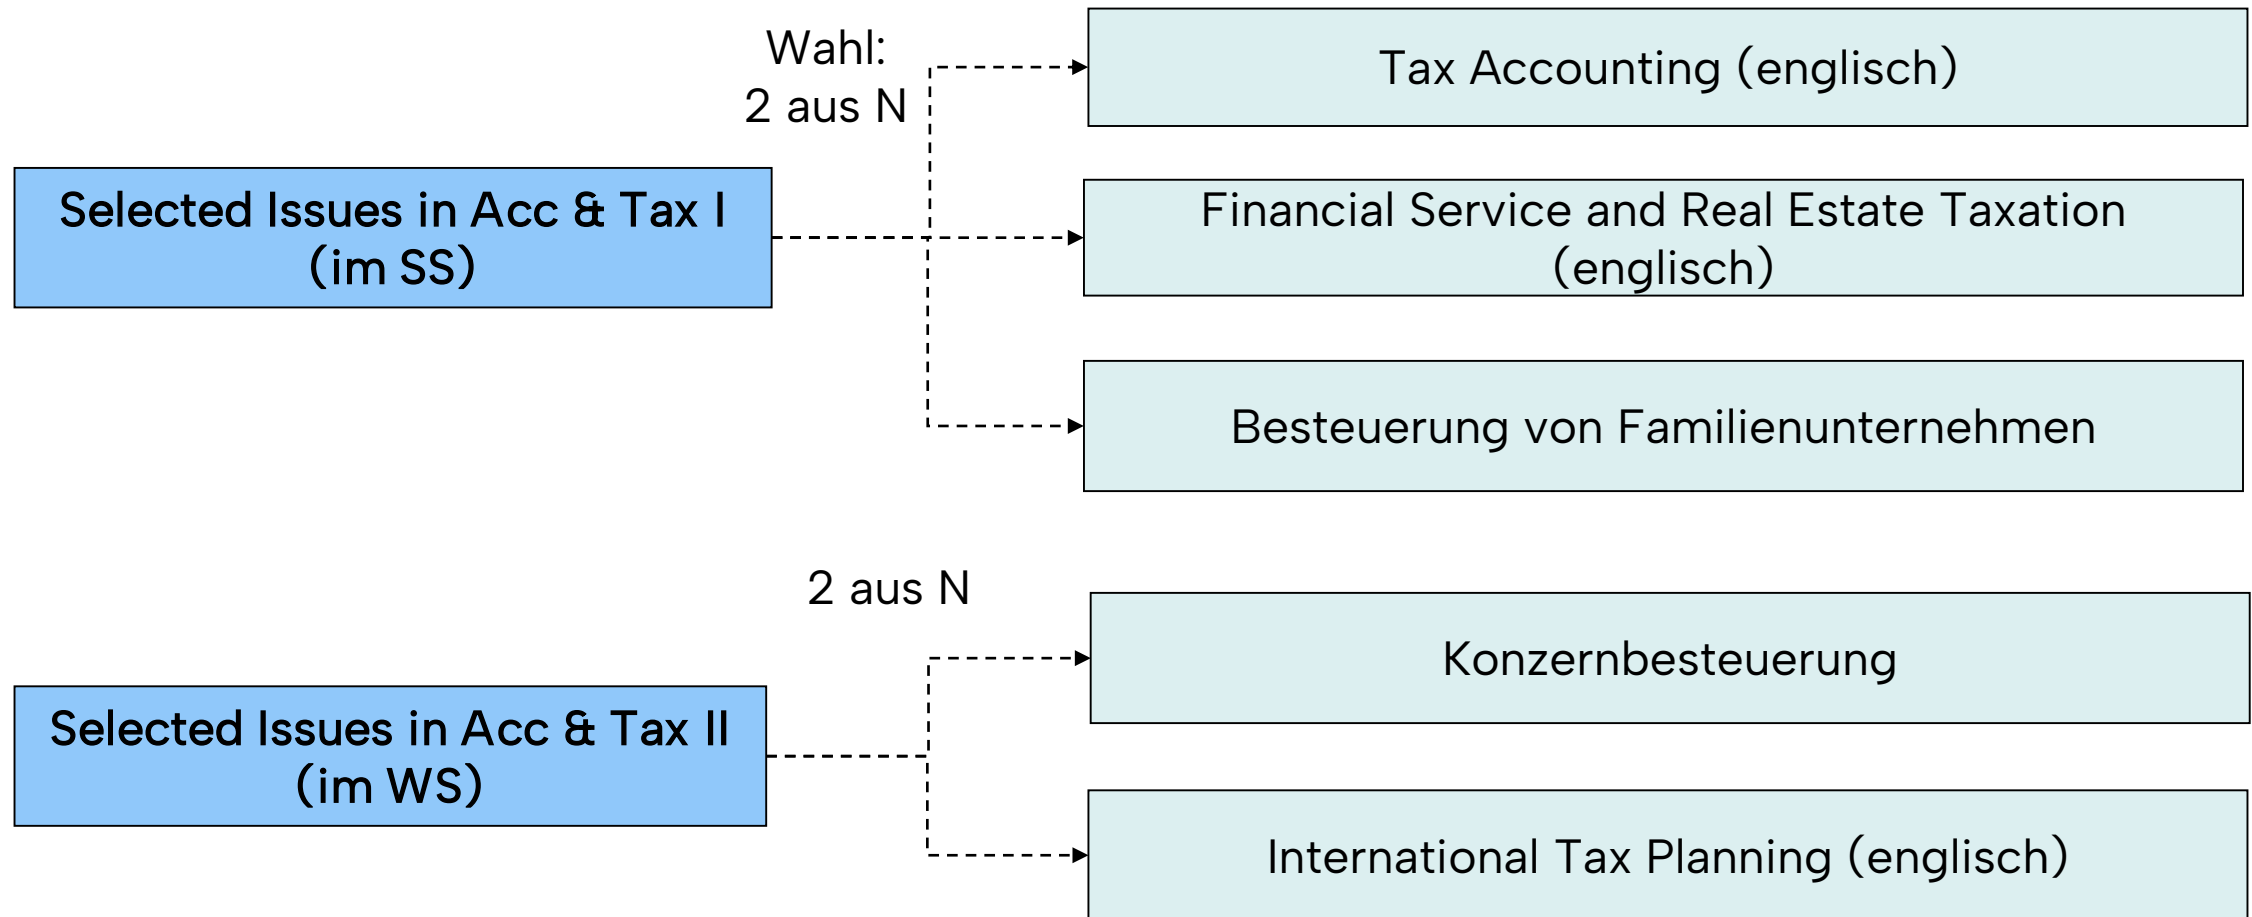 Wahl:
2 aus N
Tax Accounting (englisch)
Selected Issues in Acc & Tax I
(im SS)
Financial Service and Real Estate Taxation
(englisch)
Besteuerung von Familienunternehmen
2 aus N
Konzernbesteuerung
Selected Issues in Acc & Tax II
(im WS)
International Tax Planning (englisch)